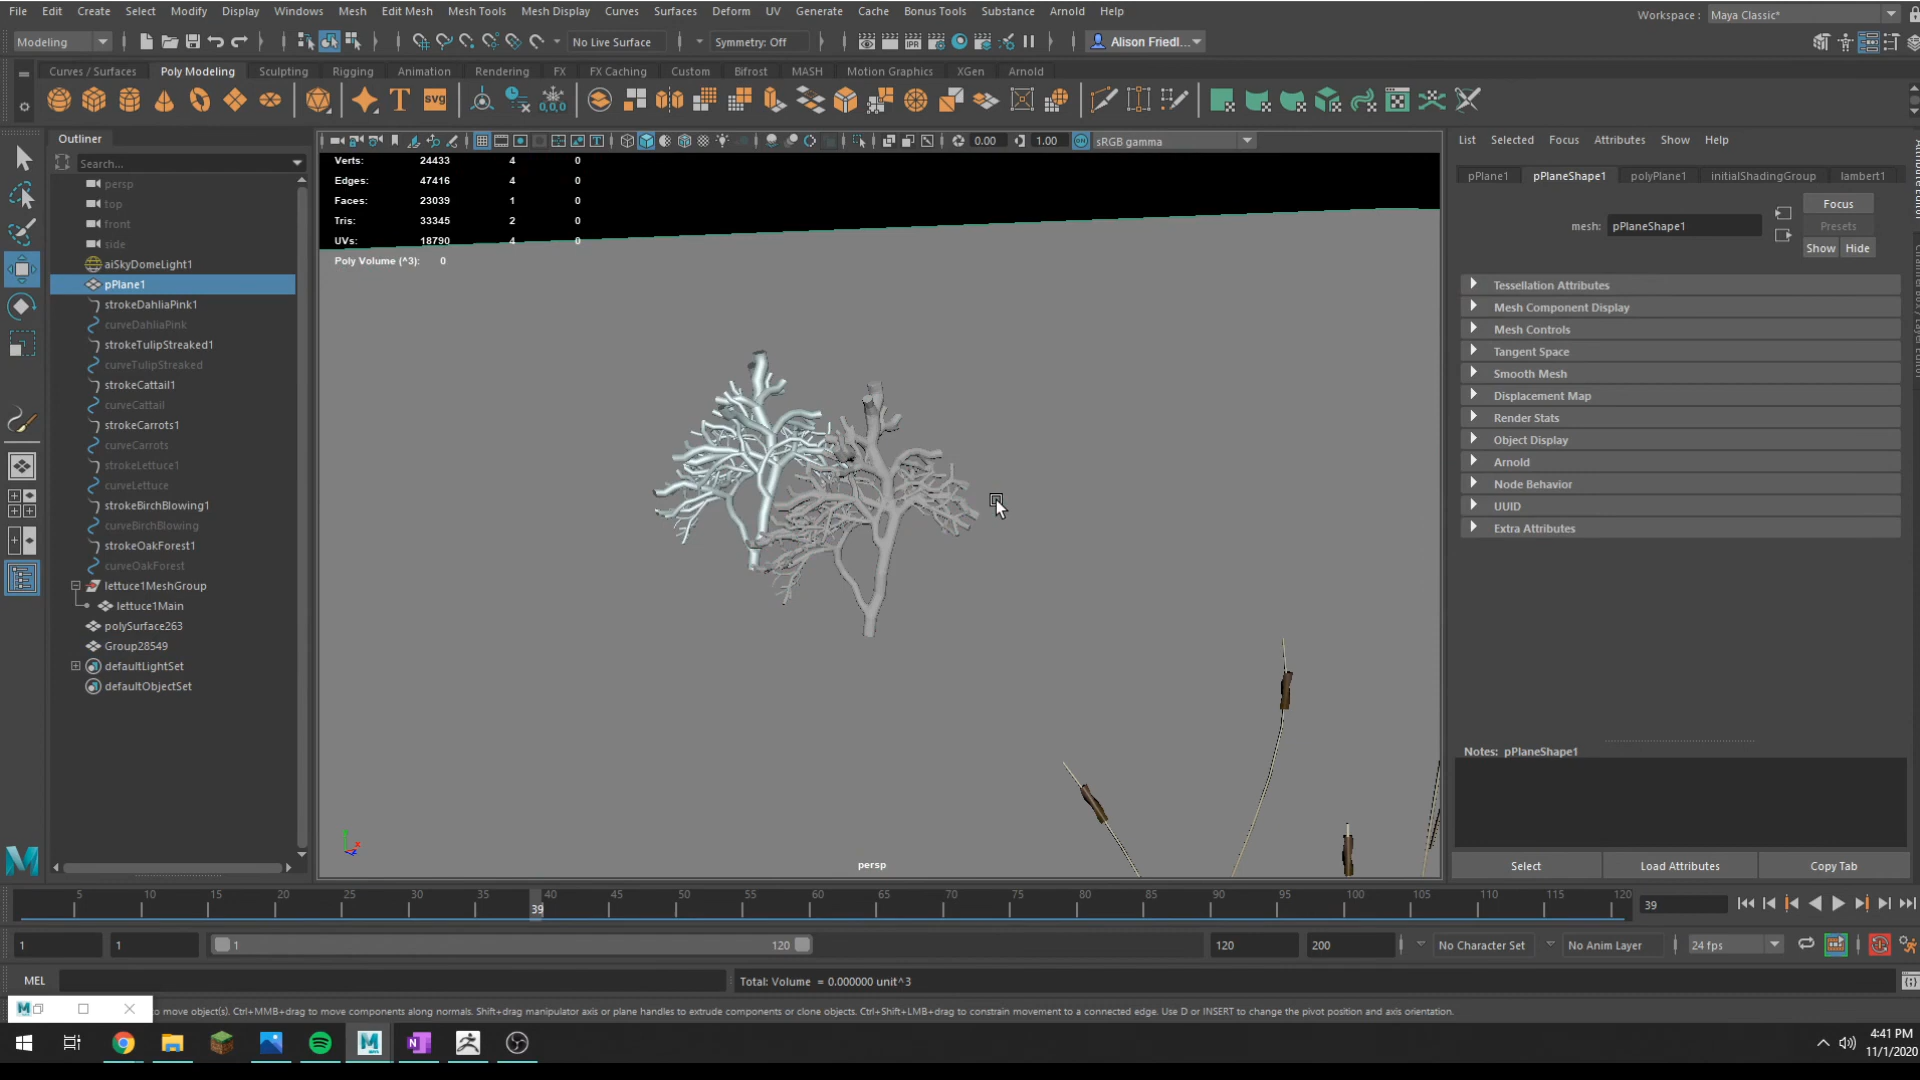 File Edit Create Select Modify Display Windows Mesh Edit Mesh Mesh Tools Mesh Display Curves Surfaces Deform UV Generate Cache Bonus Tools Substance Arnold Help
Workspace : Maya Classic*
Modeling No Live Surface Symmetry: Off Alison Friedl...
Curves / Surfaces Poly Modeling Sculpting Rigging Animation Rendering FX FX Caching Custom Bifrost MASH Motion Graphics XGen Arnold
Outliner
Search...
persp
top
front
side
aiSkyDomeLight1
pPlane1
strokeDahliaPink1
curveDahliaPink
strokeTulipStreaked1
curveTulipStreaked
strokeCattail1
curveCattail
strokeCarrots1
curveCarrots
strokeLettuce1
curveLettuce
strokeBirchBlowing1
curveBirchBlowing
strokeOakForest1
curveOakForest
lettuce1MeshGroup
lettuce1Main
polySurface263
Group28549
defaultLightSet
defaultObjectSet
0.00 1.00 sRGB gamma
Verts: 24433 4 0
Edges: 47416 4 0
Faces: 23039 1 0
Tris: 33345 2 0
UVs: 18790 4 0
Poly Volume (^3): 0
persp
List Selected Focus Attributes Show Help
pPlane1 pPlaneShape1 polyPlane1 initialShadingGroup lambert1
mesh: pPlaneShape1
Focus
Presets
Show Hide
Tessellation Attributes
Mesh Component Display
Mesh Controls
Tangent Space
Smooth Mesh
Displacement Map
Render Stats
Object Display
Arnold
Node Behavior
UUID
Extra Attributes
Notes: pPlaneShape1
Select Load Attributes Copy Tab
5 10 15 20 25 30 35 40 45 50 55 60 65 70 75 80 85 90 95 100 105 110 115 120
39 39
1 1 1 120 120 200 No Character Set No Anim Layer 24 fps
MEL Total: Volume = 0.000000 unit^3
to move object(s). Ctrl+MMB+drag to move components along normals. Shift+drag manipulator axis or plane handles to extrude components or clone objects. Ctrl+Shift+LMB+drag to constrain movement to a connected edge. Use D or INSERT to change the pivot position and axis orientation.
4:41 PM
11/1/2020